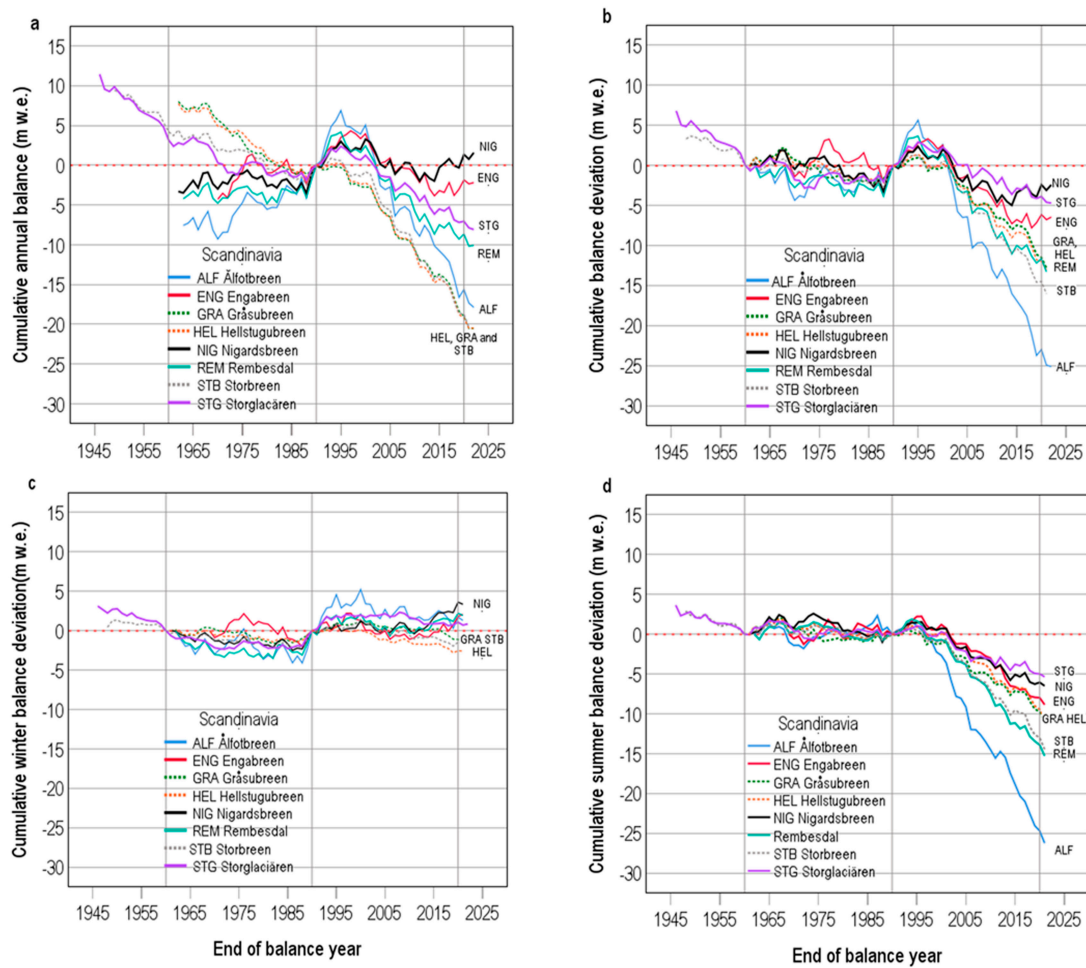 a
Cumulative annual balance (m w.e.)
15
10
5
0
-5
-10
-15
-20
-25
-30
NIG
ENG
STG
REM
ALF
HEL, GRA and
STB
Scandinavia
ALF Ålfotbreen
ENG Engabreen
GRA Gråsubreen
HEL Hellstugubreen
NIG Nigardsbreen
REM Rembesdal
STB Storbreen
STG Storglaciären
1945 1955 1965 1975 1985 1995 2005 2015 2025
b
Cumulative balance deviation (m w.e.)
15
10
5
0
-5
-10
-15
-20
-25
-30
NIG
STG
ENG
GRA,
HEL
REM
STB
ALF
Scandinavia
ALF Ålfotbreen
ENG Engabreen
GRA Gråsubreen
HEL Hellstugubreen
NIG Nigardsbreen
REM Rembesdal
STB Storbreen
STG Storglaciären
1945 1955 1965 1975 1985 1995 2005 2015 2025
c
Cumulative winter balance deviation(m w.e.)
15
10
5
0
-5
-10
-15
-20
-25
-30
NIG
GRA STB
HEL
Scandinavia
ALF Ålfotbreen
ENG Engabreen
GRA Gråsubreen
HEL Hellstugubreen
NIG Nigardsbreen
REM Rembesdal
STB Storbreen
STG Storglaciären
1945 1955 1965 1975 1985 1995 2005 2015 2025
End of balance year
d
Cumulative summer balance deviation (m w.e.)
15
10
5
0
-5
-10
-15
-20
-25
-30
STG
NIG
ENG
GRA HEL
STB
REM
ALF
Scandinavia
ALF Ålfotbreen
ENG Engabreen
GRA Gråsubreen
HEL Hellstugubreen
NIG Nigardsbreen
Rembesdal
STB Storbreen
STG Storglaciären
1945 1955 1965 1975 1985 1995 2005 2015 2025
End of balance year